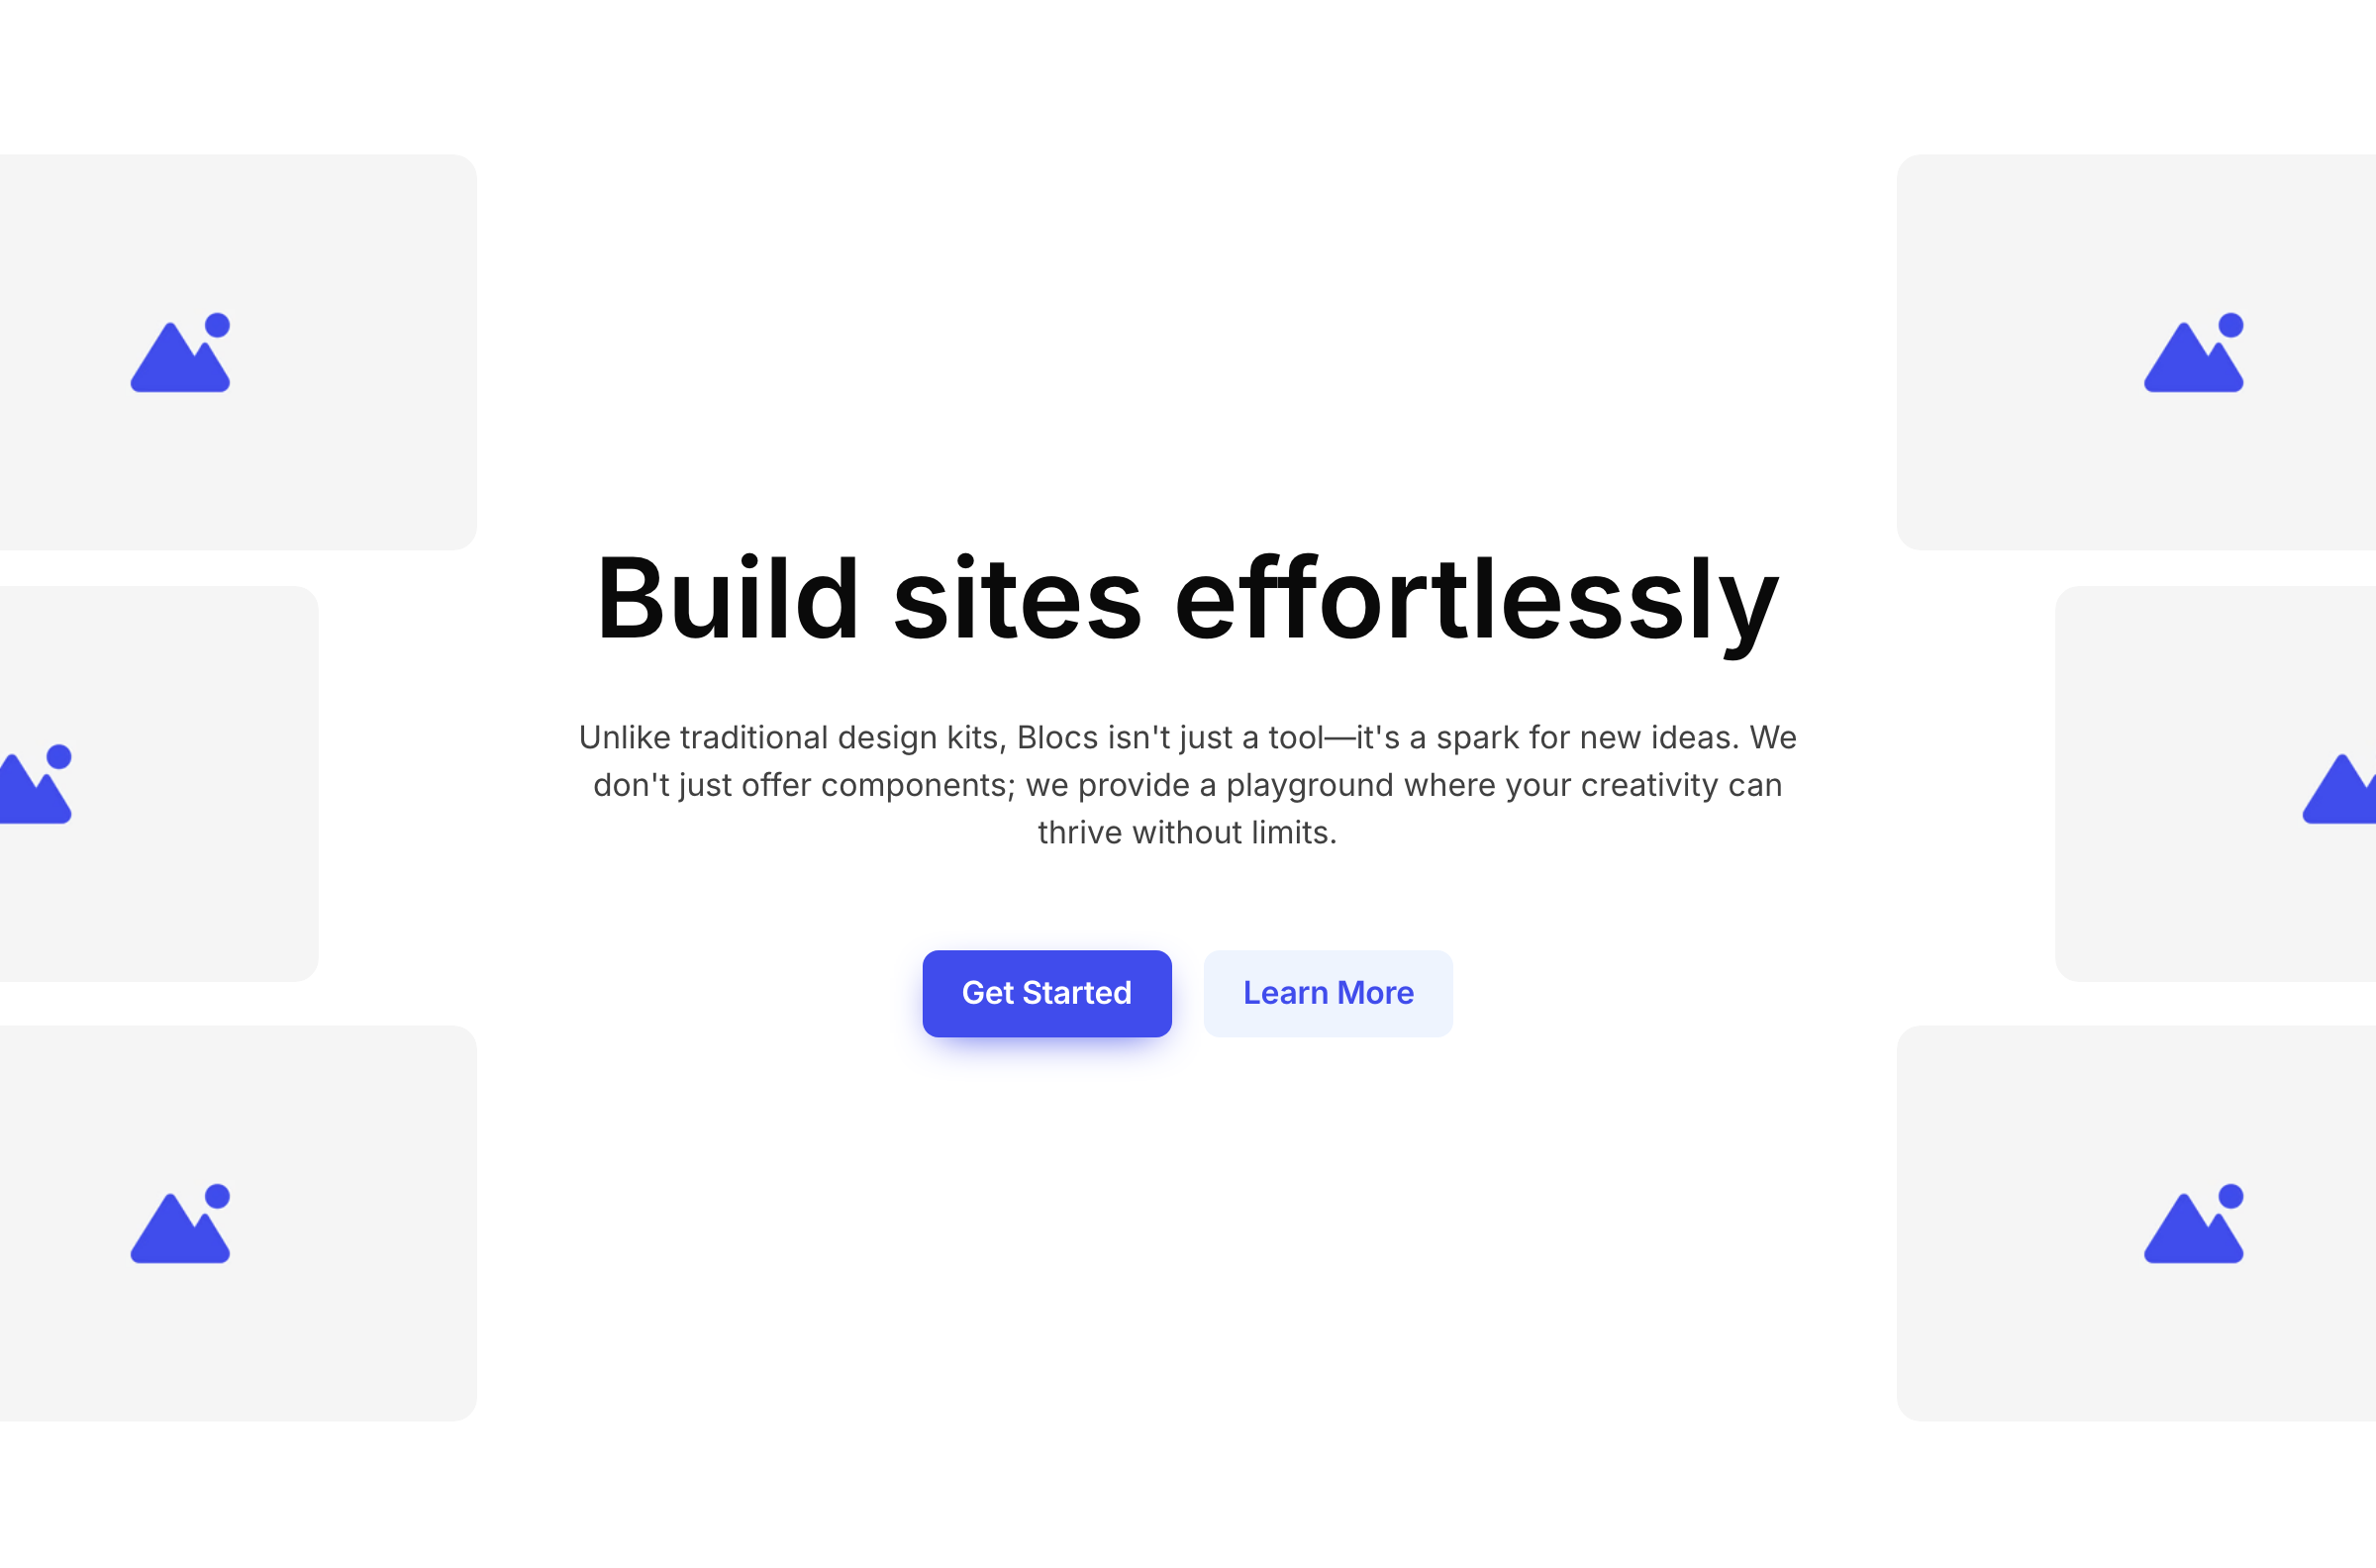 Build sites effortlessly
Unlike traditional design kits, Blocs isn't just a tool—it's a spark for new ideas. We
don't just offer components; we provide a playground where your creativity can
thrive without limits.
Get Started
Learn More